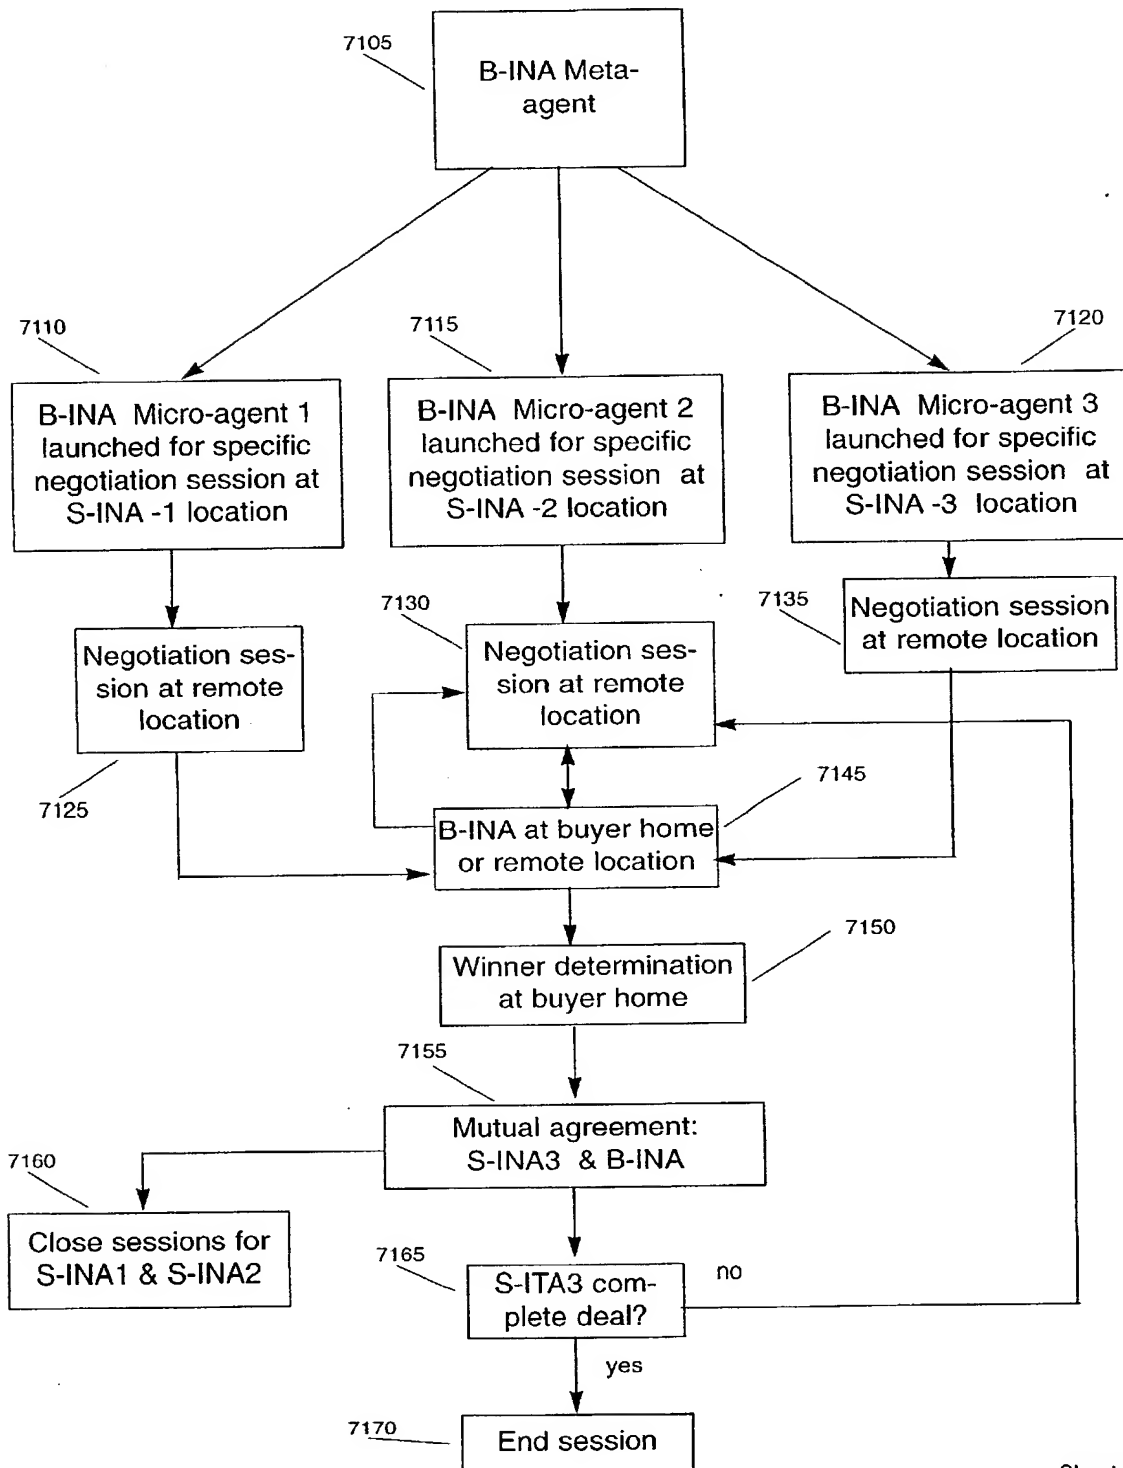 7105
B-INA Meta-
agent
7110
7115
7120
B-INA Micro-agent 1
launched for specific
negotiation session at
S-INA -1 location
B-INA Micro-agent 2
launched for specific
negotiation session at
S-INA -2 location
B-INA Micro-agent 3
launched for specific
negotiation session at
S-INA -3 location
7125
Negotiation ses-
sion at remote
location
7130
Negotiation ses-
sion at remote
location
7135
Negotiation session
at remote location
7145
B-INA at buyer home
or remote location
7150
Winner determination
at buyer home
7155
Mutual agreement:
S-INA3 & B-INA
7160
Close sessions for
S-INA1 & S-INA2
7165
S-ITA3 com-
plete deal?
no
yes
7170
End session